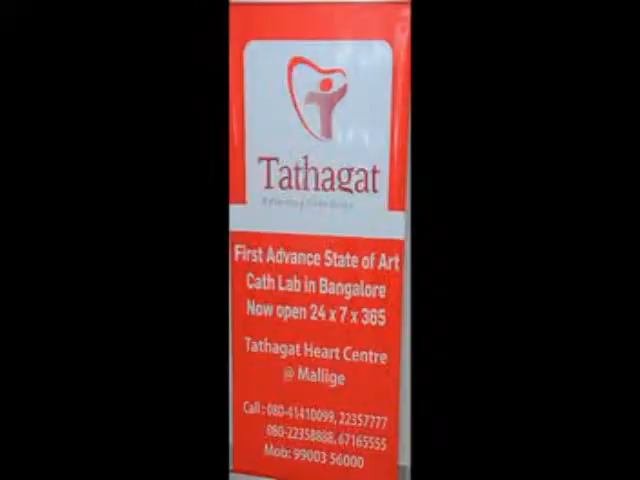 Tathagat
First Advance State of Art
Cath Lab in Bangalore
Now open 24 x 7 x 365
Tathagat Heart Centre
@ Mallige
Call : 080-41410099, 22357777
080-22358888, 67165555
Mob: 99003 56000